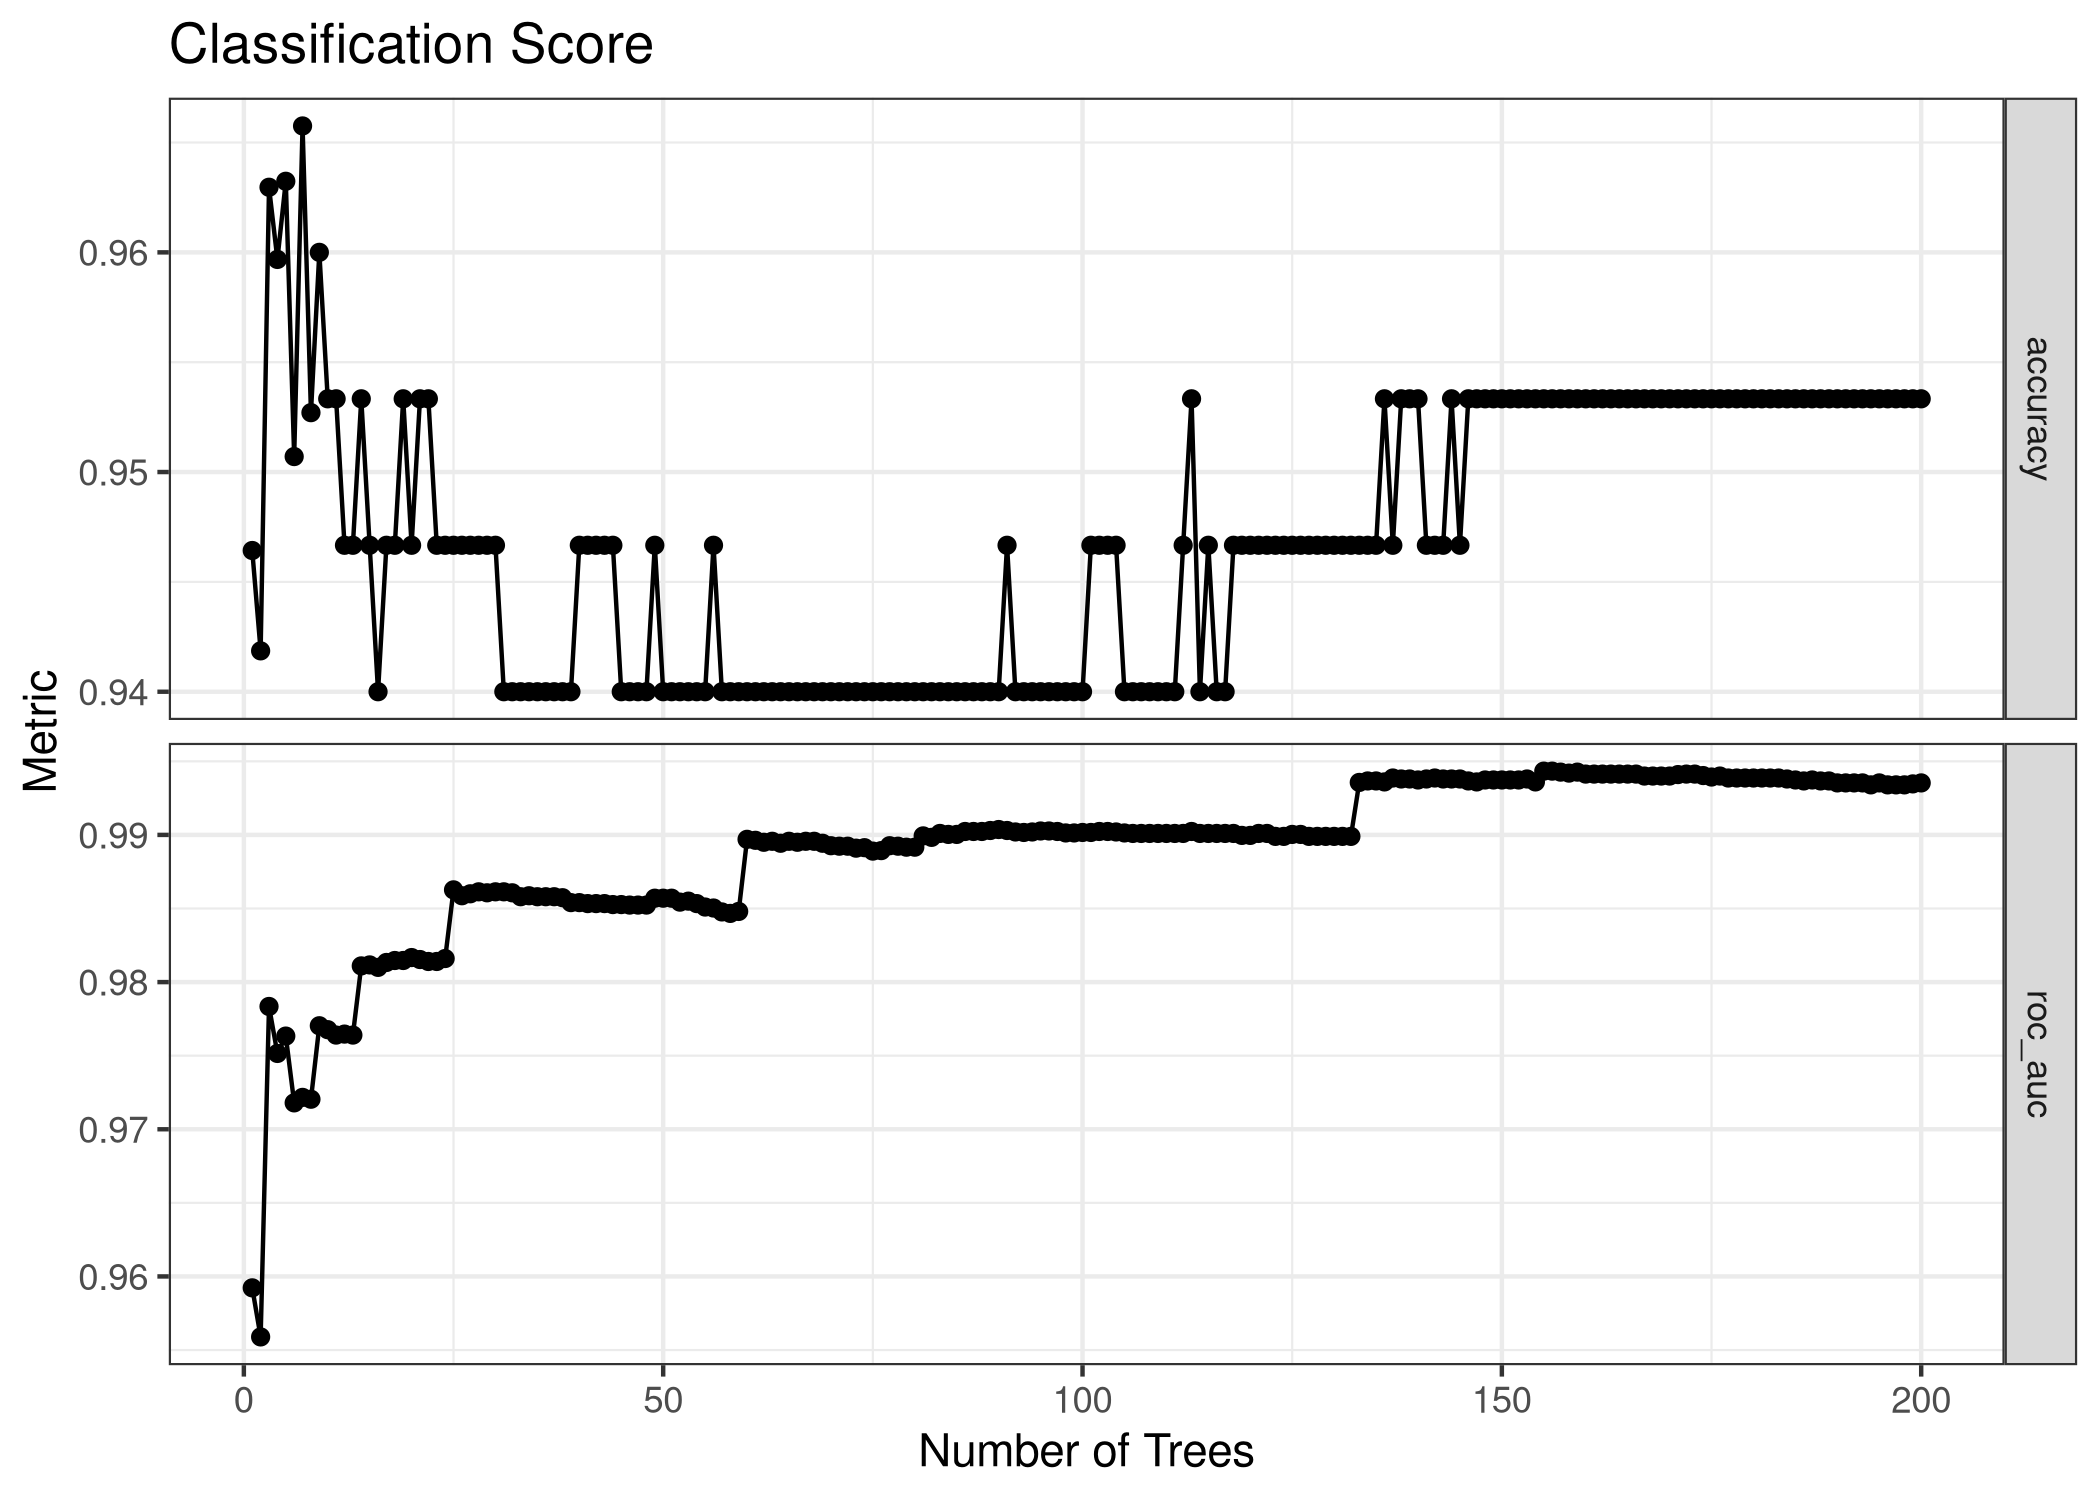 Classification Score
Metric
0.96
0.95
0.94
accuracy
0.99
0.98
0.97
0.96
roc_auc
0 50 100 150 200
Number of Trees